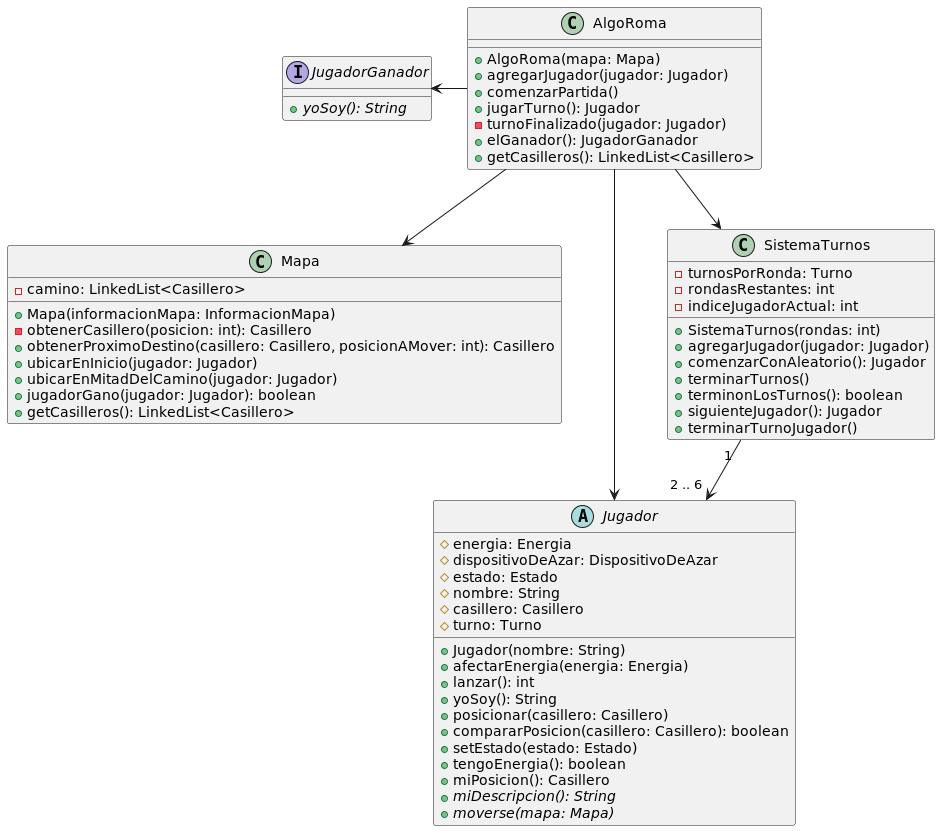 AlgoRoma
AlgoRoma(mapa: Mapa)
agregarJugador(jugador: Jugador)
comenzarPartida()
jugarTurno(): Jugador
turnoFinalizado(jugador: Jugador)
elGanador(): JugadorGanador
getCasilleros(): LinkedList<Casillero>
I JugadorGanador
yoSoy(): String
C Mapa
camino: LinkedList<Casillero>
Mapa(informacionMapa: InformacionMapa)
obtenerCasillero(posicion: int): Casillero
obtenerProximoDestino(casillero: Casillero, posicionAMover: int): Casillero
ubicarEnInicio(jugador: Jugador)
ubicarEnMitadDelCamino(jugador: Jugador)
jugadorGano(jugador: Jugador): boolean
getCasilleros(): LinkedList<Casillero>
C SistemaTurnos
turnosPorRonda: Turno
rondasRestantes: int
indiceJugadorActual: int
SistemaTurnos(rondas: int)
agregarJugador(jugador: Jugador)
comenzarConAleatorio(): Jugador
terminarTurnos()
terminonLosTurnos(): boolean
siguienteJugador(): Jugador
terminarTurnoJugador()
1
2 .. 6
A Jugador
energia: Energia
dispositivoDeAzar: DispositivoDeAzar
estado: Estado
nombre: String
casillero: Casillero
turno: Turno
Jugador(nombre: String)
afectarEnergia(energia: Energia)
lanzar(): int
yoSoy(): String
posicionar(casillero: Casillero)
compararPosicion(casillero: Casillero): boolean
setEstado(estado: Estado)
tengoEnergia(): boolean
miPosicion(): Casillero
miDescripcion(): String
moverse(mapa: Mapa)